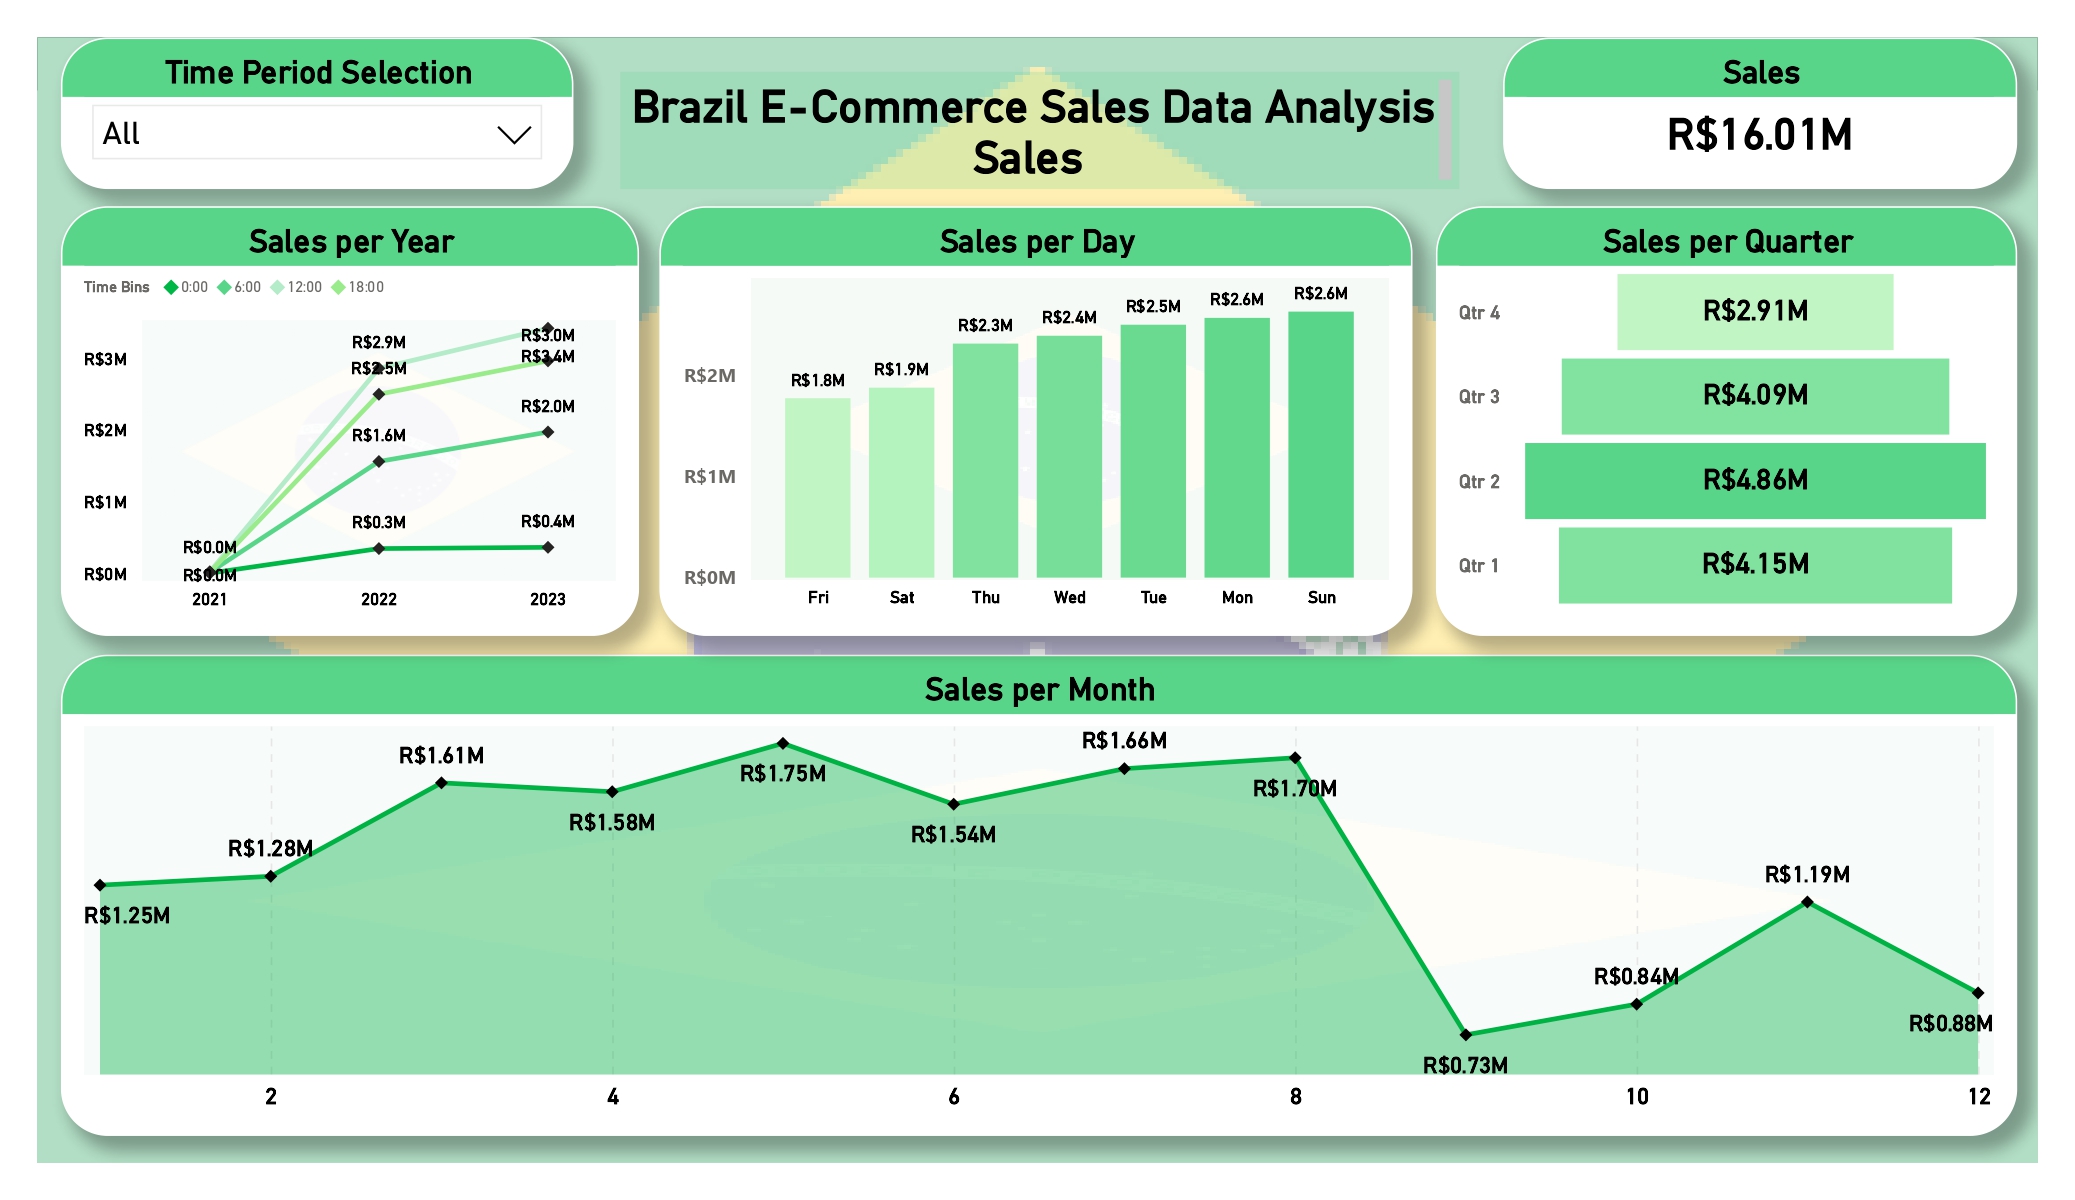 Time Period Selection
All
Brazil E-Commerce Sales Data Analysis
Sales
Sales
R$16.01M
Sales per Year
Time Bins 0:00 6:00 12:00 18:00
R$3M
R$2M
R$1M
R$0M
R$2.9M
R$2.5M
R$1.6M
R$0.3M
R$3.0M
R$3.4M
R$2.0M
R$0.4M
R$0.0M
R$0.0M
2021 2022 2023
Sales per Day
R$2M
R$1M
R$0M
R$1.8M R$1.9M R$2.3M R$2.4M R$2.5M R$2.6M R$2.6M
Fri Sat Thu Wed Tue Mon Sun
Sales per Quarter
Qtr 4 R$2.91M
Qtr 3 R$4.09M
Qtr 2 R$4.86M
Qtr 1 R$4.15M
Sales per Month
R$1.25M R$1.28M R$1.61M R$1.58M R$1.75M R$1.54M R$1.66M R$1.70M R$0.73M R$0.84M R$1.19M R$0.88M
2 4 6 8 10 12